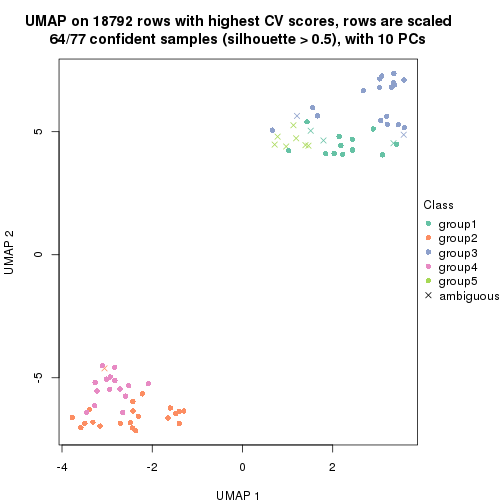 UMAP on 18792 rows with highest CV scores, rows are scaled
64/77 confident samples (silhouette > 0.5), with 10 PCs
5
0
-5
UMAP 2
-4
-2
0
2
UMAP 1
Class
group1
group2
group3
group4
group5
ambiguous